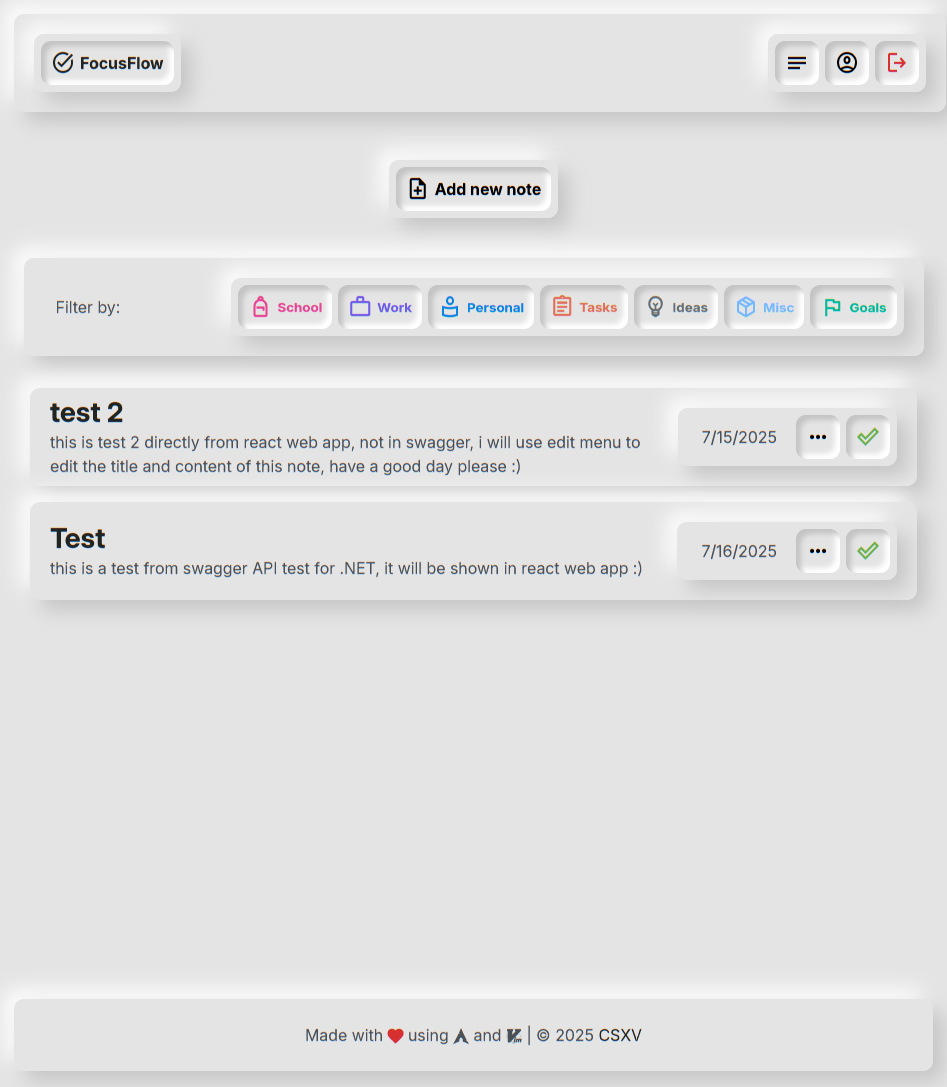 FocusFlow
Add new note
Filter by:
School
Work
Personal
Tasks
Ideas
Misc
Goals
test 2
this is test 2 directly from react web app, not in swagger, i will use edit menu to
edit the title and content of this note, have a good day please :)
7/15/2025
Test
this is a test from swagger API test for .NET, it will be shown in react web app :)
7/16/2025
Made with using and | © 2025 CSXV